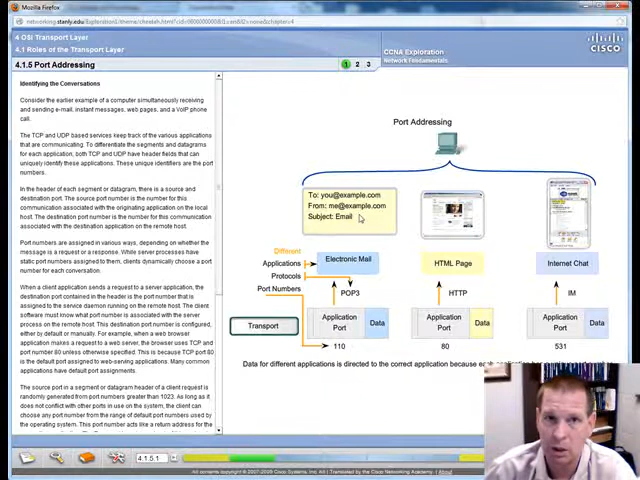 Mozilla Firefox
4 OSI Transport Layer
4.1 Roles of the Transport Layer
4.1.5 Port Addressing
1 2 3
CCNA Exploration
Network Fundamentals
CISCO
Identifying the Conversations
Consider the earlier example of a computer simultaneously receiving
and sending e-mail, instant messages, web pages, and a VoIP phone
call.
The TCP and UDP based services keep track of the various applications
that are communicating. To differentiate the segments and datagrams
for each application, both TCP and UDP have header fields that can
uniquely identify these applications. These unique identifiers are the port
numbers.
In the header of each segment or datagram, there is a source and
destination port. The source port number is the number for this
communication associated with the originating application on the local
host. The destination port number is the number for this communication
associated with the destination application on the remote host.
Port numbers are assigned in various ways, depending on whether the
message is a request or a response. While server processes have
static port numbers assigned to them, clients dynamically choose a port
number for each conversation.
When a client application sends a request to a server application, the
destination port contained in the header is the port number that is
assigned to the service daemon running on the remote host. The client
software must know what port number is associated with the server
process on the remote host. This destination port number is configured,
either by default or manually. For example, when a web browser
application makes a request to a web server, the browser uses TCP and
port number 80 unless otherwise specified. This is because TCP port 80
is the default port assigned to web-serving applications. Many common
applications have default port assignments.
The source port in a segment or datagram header of a client request is
randomly generated from port numbers greater than 1023. As long as it
does not conflict with other ports in use on the system, the client can
choose any port number from the range of default port numbers used by
the operating system. This port number acts like a return address for the
Port Addressing
To: you@example.com
From: me@example.com
Subject: Email
Different
Applications
Protocols
Port Numbers
Electronic Mail
HTML Page
Internet Chat
POP3
HTTP
IM
Transport
Application
Port
Data
Application
Port
Data
Application
Port
Data
110
80
531
Data for different applications is directed to the correct application because
4.1.5.1
All contents copyright © 2007-2009 Cisco Systems, Inc. All | Translated by the Cisco Networking Academy. | About